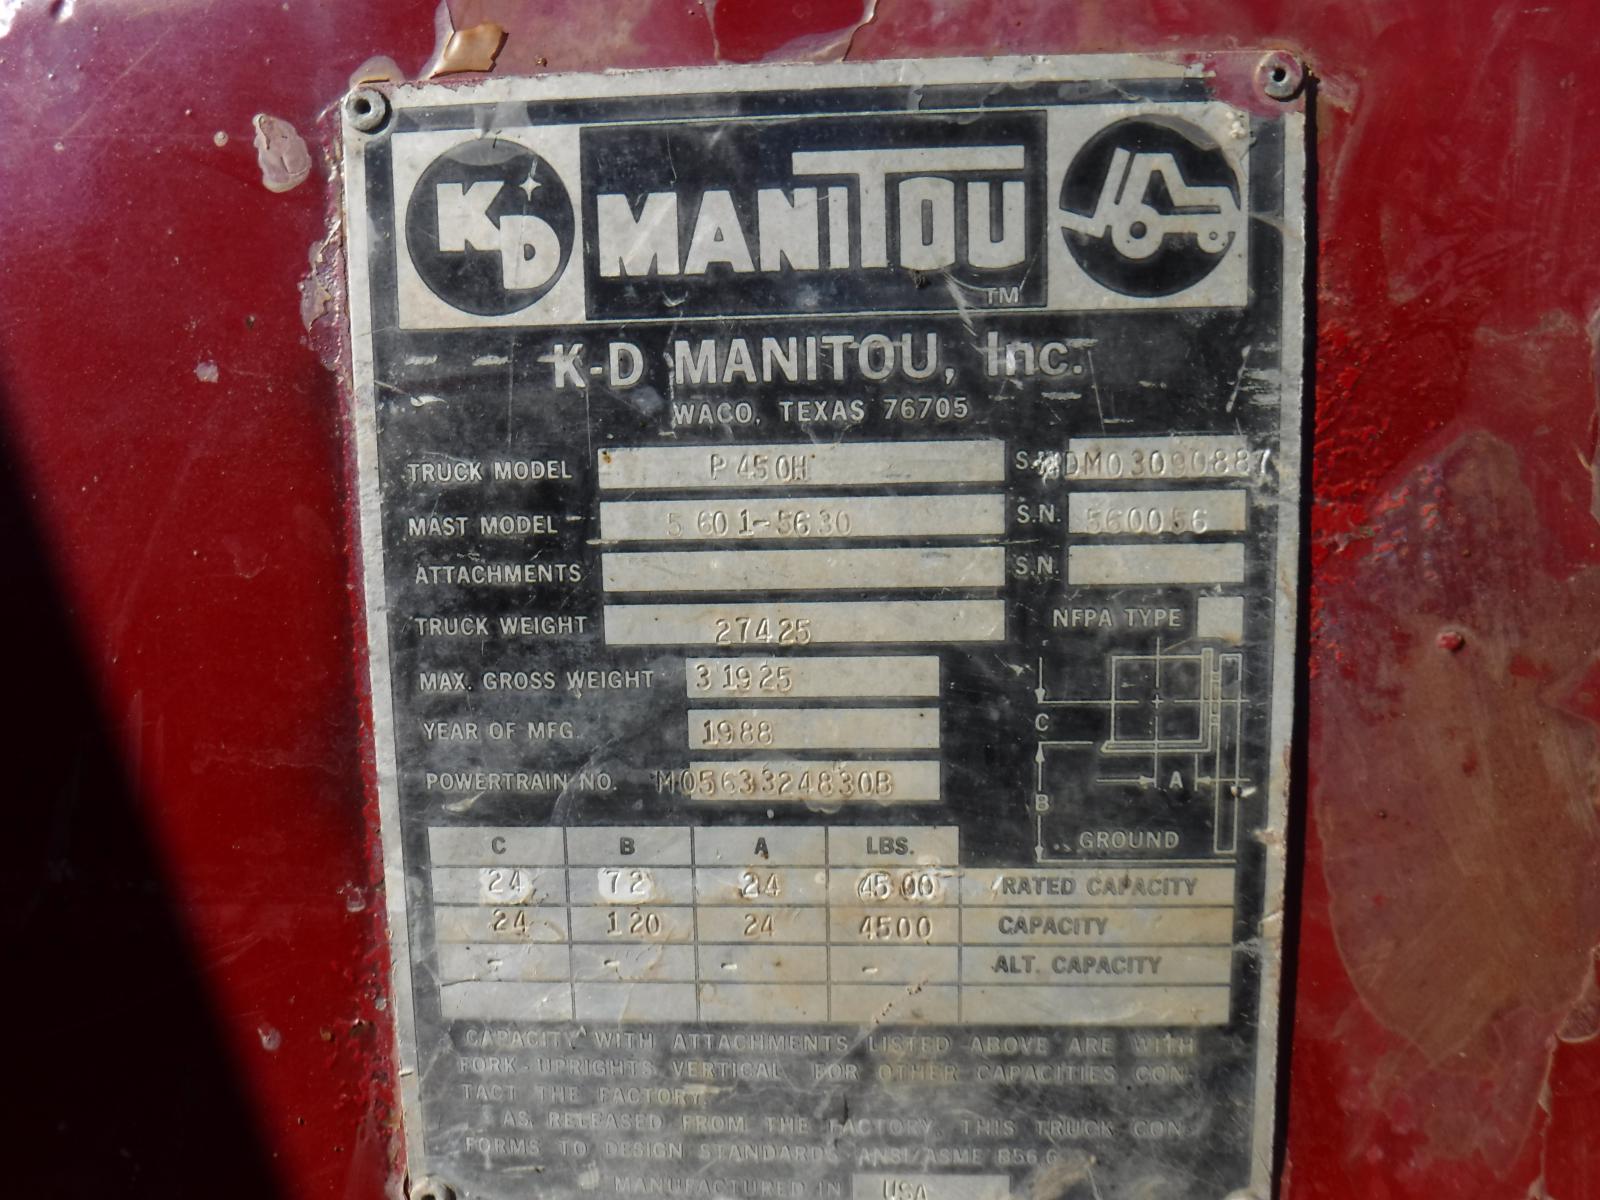 KD MANITOU TM
K-D MANITOU, Inc.
WACO, TEXAS 76705
TRUCK MODEL P450H S.N. DM03090887
MAST MODEL 5601-5630 S.N. 560056
ATTACHMENTS S.N.
TRUCK WEIGHT 27425 NFPA TYPE
MAX. GROSS WEIGHT 31925
YEAR OF MFG. 1988
POWERTRAIN NO. M0563324830B
C
A
B
GROUND
C B A LBS.
24 72 24 4500 RATED CAPACITY
24 120 24 4500 CAPACITY
- - - - ALT. CAPACITY
CAPACITY WITH ATTACHMENTS LISTED ABOVE ARE WITH
FORK-UPRIGHTS VERTICAL FOR OTHER CAPACITIES CON-
TACT THE FACTORY.
AS RELEASED FROM THE FACTORY, THIS TRUCK CON-
FORMS TO DESIGN STANDARDS ANSI/ASME B56.6
MANUFACTURED IN USA